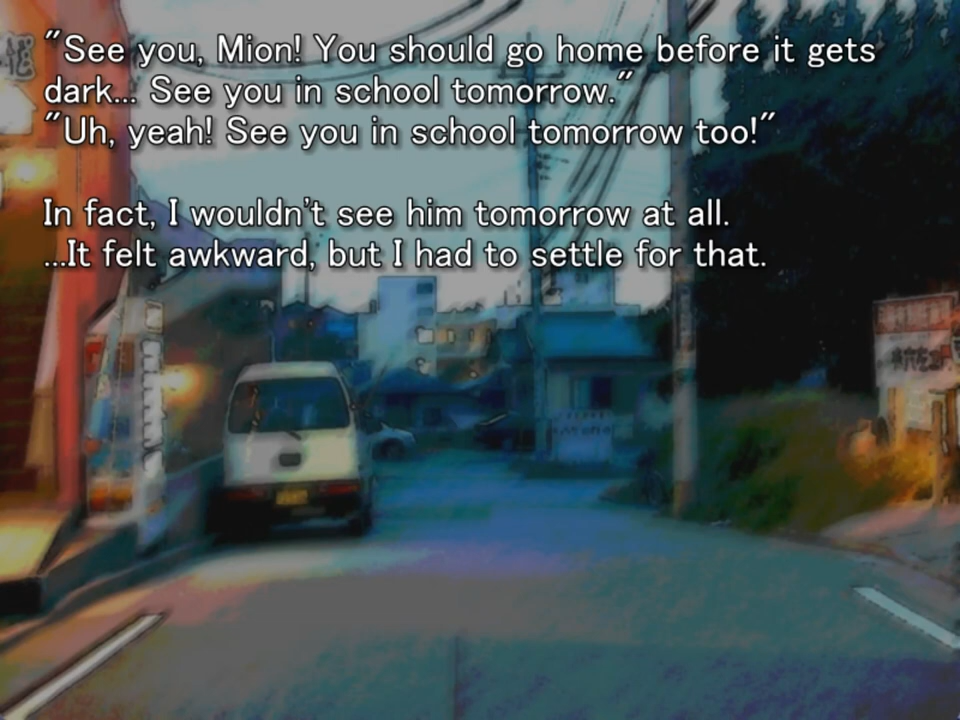 "See you, Mion! You should go home before it gets
dark... See you in school tomorrow."
"Uh, yeah! See you in school tomorrow too!"
In fact, I wouldn't see him tomorrow at all.
...It felt awkward, but I had to settle for that.